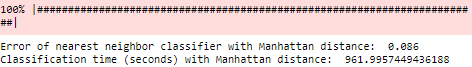 100% |######################################################################
##|
Error of nearest neighbor classifier with Manhattan distance:  0.086
Classification time (seconds) with Manhattan distance:  961.9957449436188